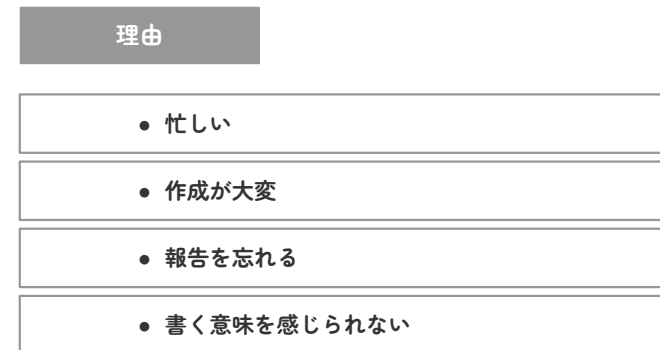 理由
● 忙しい
● 作成が大変
● 報告を忘れる
● 書く意味を感じられない